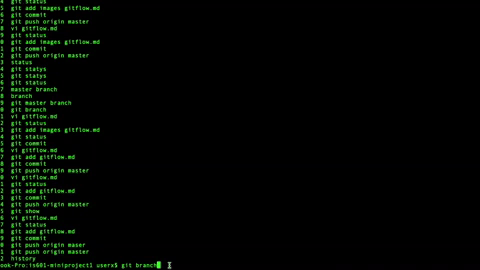 4 git status
5 git add images gitflow.md
6 git commit
7 git push origin master
8 vi gitflow.md
9 git status
0 git add images gitflow.md
1 git commit
2 git push origin master
3 status
4 git statys
5 git statys
6 git status
7 master branch
8 branch
9 git master branch
0 git branch
1 vi gitflow.md
2 git status
3 git add images gitflow.md
4 git status
5 git commit
6 vi gitflow.md
7 git add gitflow.md
8 git commit
9 git push origin master
0 vi gitflow.md
1 git status
2 git add gitflow.md
3 git commit
4 git push origin master
5 git show
6 vi gitflow.md
7 git status
8 git add gitflow.md
9 git commit
0 git push origin maser
1 git push origin master
2 history
ook-Pro:is601-miniproject1 userx$ git branch